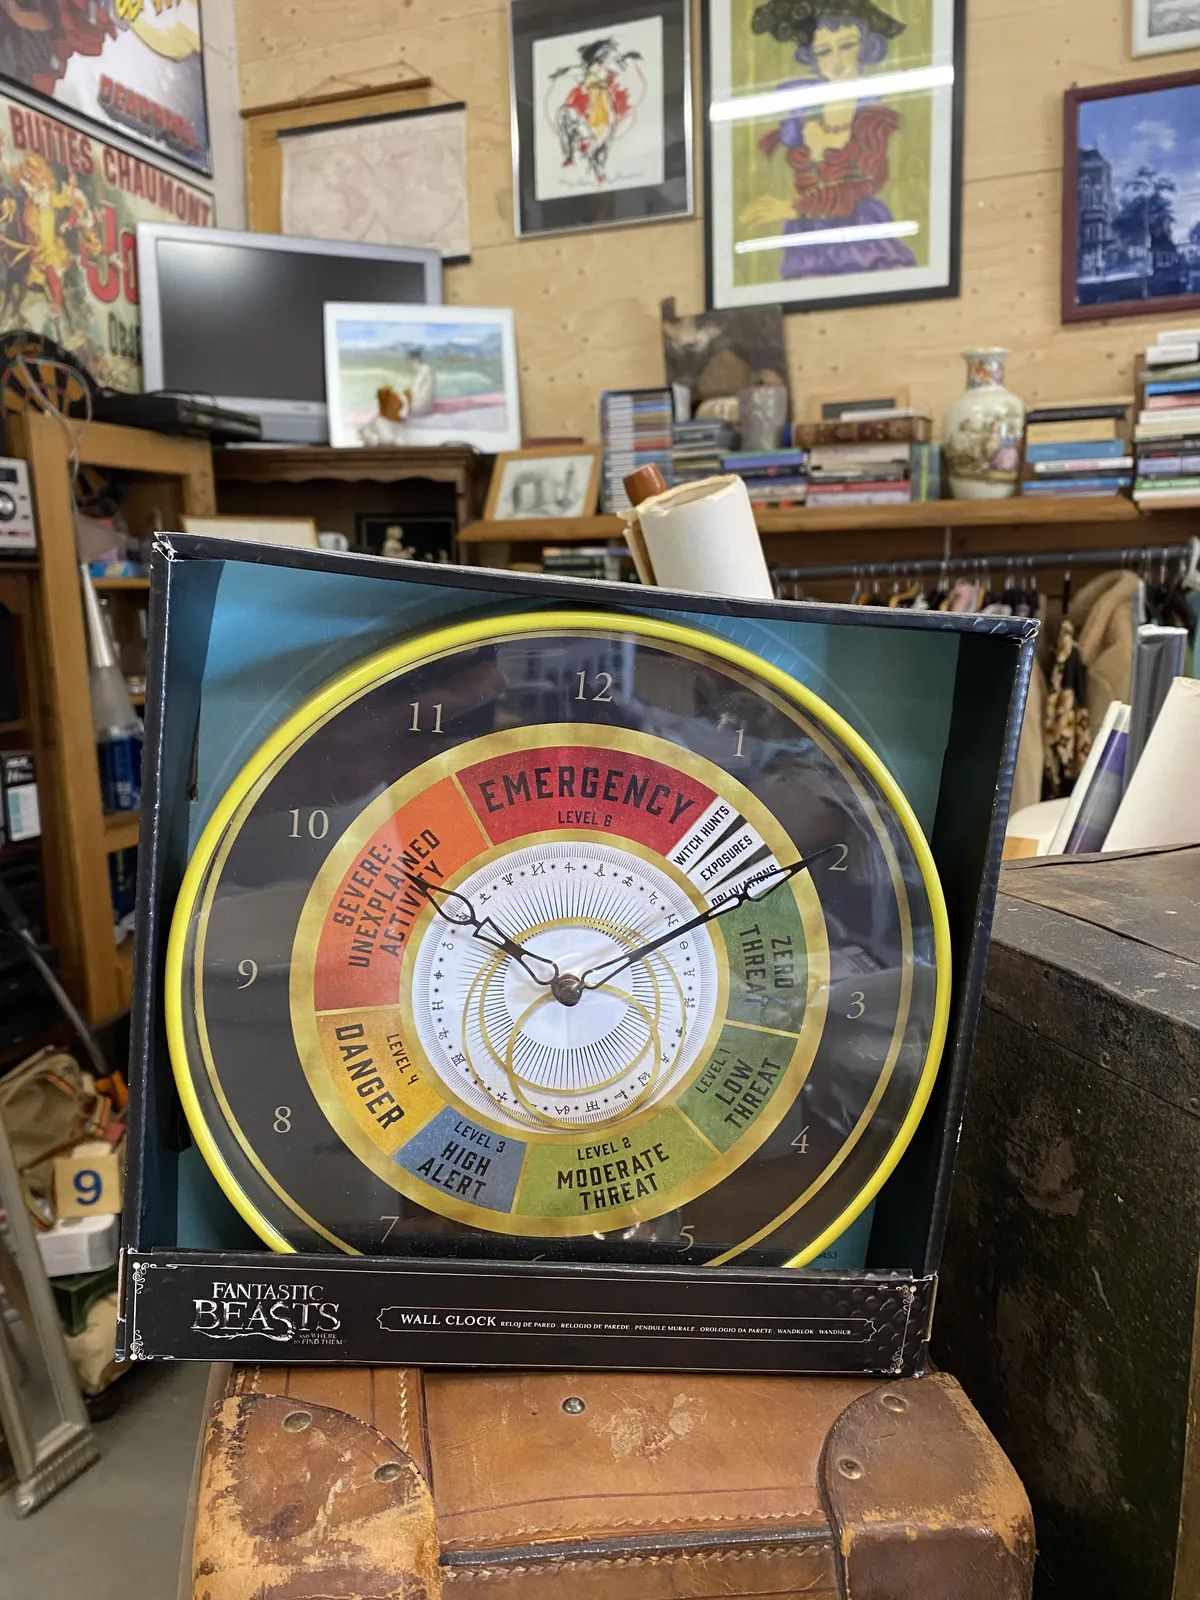 DEADPOOL
BUTTES CHAUMONT
12
11
1
10
2
9
3
8
4
7
5
EMERGENCY
LEVEL 6
WITCH HUNTS
EXPOSURES
OBLIVIATIONS
SEVERE:
UNEXPLAINED
ACTIVITY
ZERO
THREAT
LEVEL 1
LOW
THREAT
LEVEL 2
MODERATE
THREAT
LEVEL 3
HIGH
ALERT
LEVEL 4
DANGER
9
FANTASTIC
BEASTS
AND WHERE
TO FIND THEM
WALL CLOCK RELOJ DE PARED . RELOGIO DE PAREDE . PENDULE MURALE . OROLOGIO DA PARETE . WANDKLOK . WANDUHR